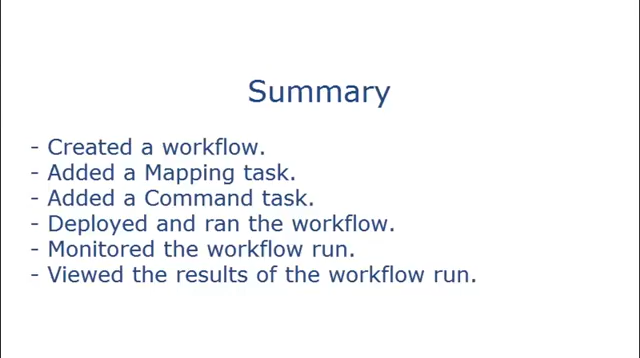 Summary
- Created a workflow.
- Added a Mapping task.
- Added a Command task.
- Deployed and ran the workflow.
- Monitored the workflow run.
- Viewed the results of the workflow run.